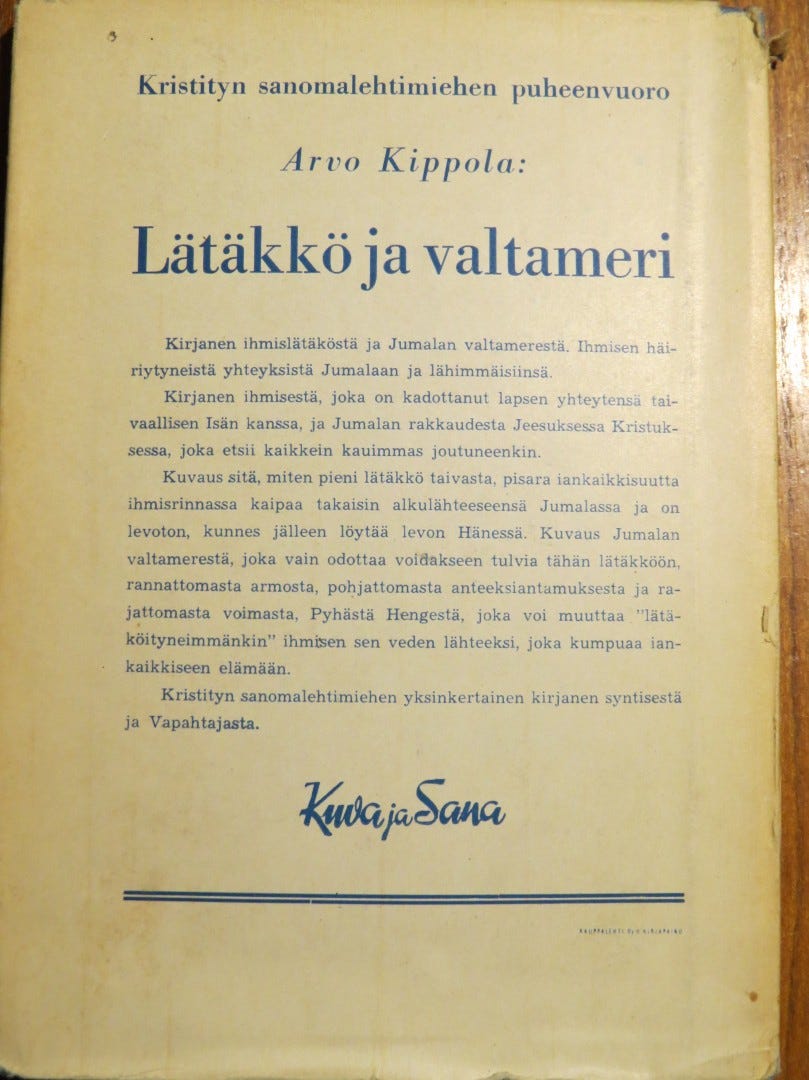 Kristityn sanomalehtimiehen puheenvuoro
Arvo Kippola:
Lätäkkö ja valtameri
Kirjanen ihmislätäköstä ja Jumalan valtamerestä. Ihmisen häi-
riytyneistä yhteyksistä Jumalaan ja lähimmäisiinsä.
Kirjanen ihmisestä, joka on kadottanut lapsen yhteytensä tai-
vaallisen Isän kanssa, ja Jumalan rakkaudesta Jeesuksessa Kristuk-
sessa, joka etsii kaikkein kauimmas joutuneenkin.
Kuvaus sitä, miten pieni lätäkkö taivasta, pisara iankaikkisuutta
ihmisrinnassa kaipaa takaisin alkulähteeseensä Jumalassa ja on
levoton, kunnes jälleen löytää levon Hänessä. Kuvaus Jumalan
valtamerestä, joka vain odottaa voidakseen tulvia tähän lätäkköön,
rannattomasta armosta, pohjattomasta anteeksiantamuksesta ja ra-
jattomasta voimasta, Pyhästä Hengestä, joka voi muuttaa "lätä-
köityneimmänkin" ihmisen sen veden lähteeksi, joka kumpuaa ian-
kaikkiseen elämään.
Kristityn sanomalehtimiehen yksinkertainen kirjanen syntisestä
ja Vapahtajasta.
Kuva ja Sana
KAUPPALEHTI Oy:n KIRJAPAINO